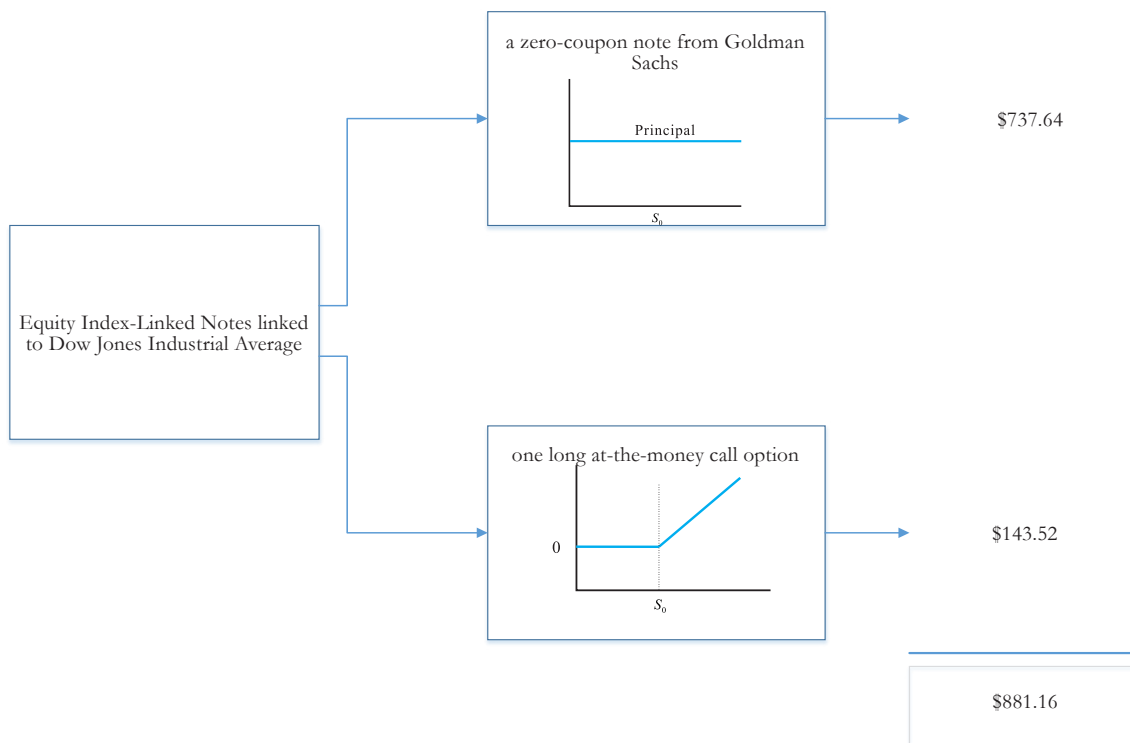 a zero-coupon note from Goldman
Sachs
Principal
S₀
$737.64
Equity Index-Linked Notes linked
to Dow Jones Industrial Average
one long at-the-money call option
0
S₀
$143.52
$881.16